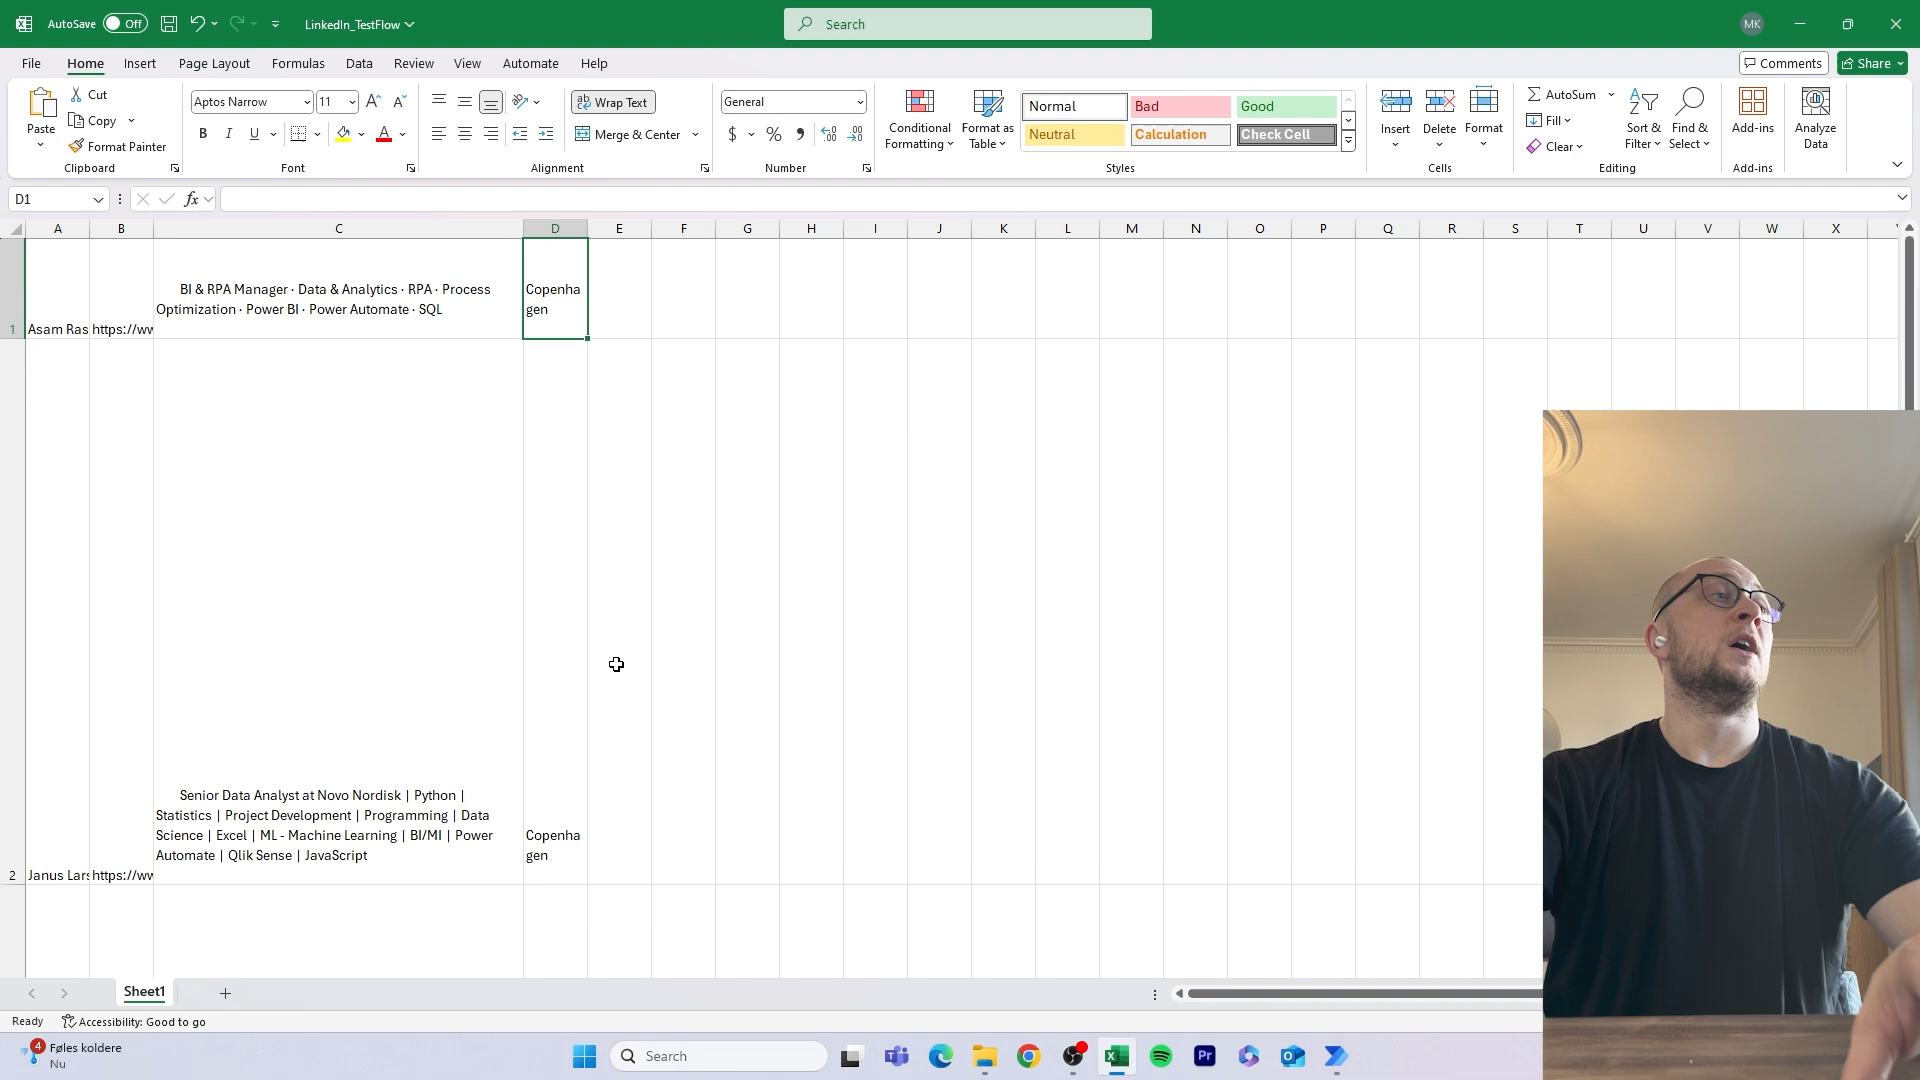 AutoSave Off LinkedIn_TestFlow Search MK
File Home Insert Page Layout Formulas Data Review View Automate Help Comments Share
Paste Cut Copy Format Painter Clipboard
Aptos Narrow 11 B I U A Font
Wrap Text Merge & Center Alignment
General $ % Number
Conditional Formatting Format as Table
Normal Bad Good
Neutral Calculation Check Cell
Styles
Insert Delete Format Cells
AutoSum Fill Clear Sort & Filter Find & Select Editing
Add-ins Add-ins
Analyze Data
D1 fx
A B C D E F G H I J K L M N O P Q R S T U V W X
BI & RPA Manager · Data & Analytics · RPA · Process
Optimization · Power BI · Power Automate · SQL
Copenha
gen
1 Asam Ras https://ww
Senior Data Analyst at Novo Nordisk | Python |
Statistics | Project Development | Programming | Data
Science | Excel | ML - Machine Learning | BI/MI | Power
Automate | Qlik Sense | JavaScript
Copenha
gen
2 Janus Lars https://ww
Sheet1
Ready Accessibility: Good to go
4 Føles koldere
Nu
Search
Pr